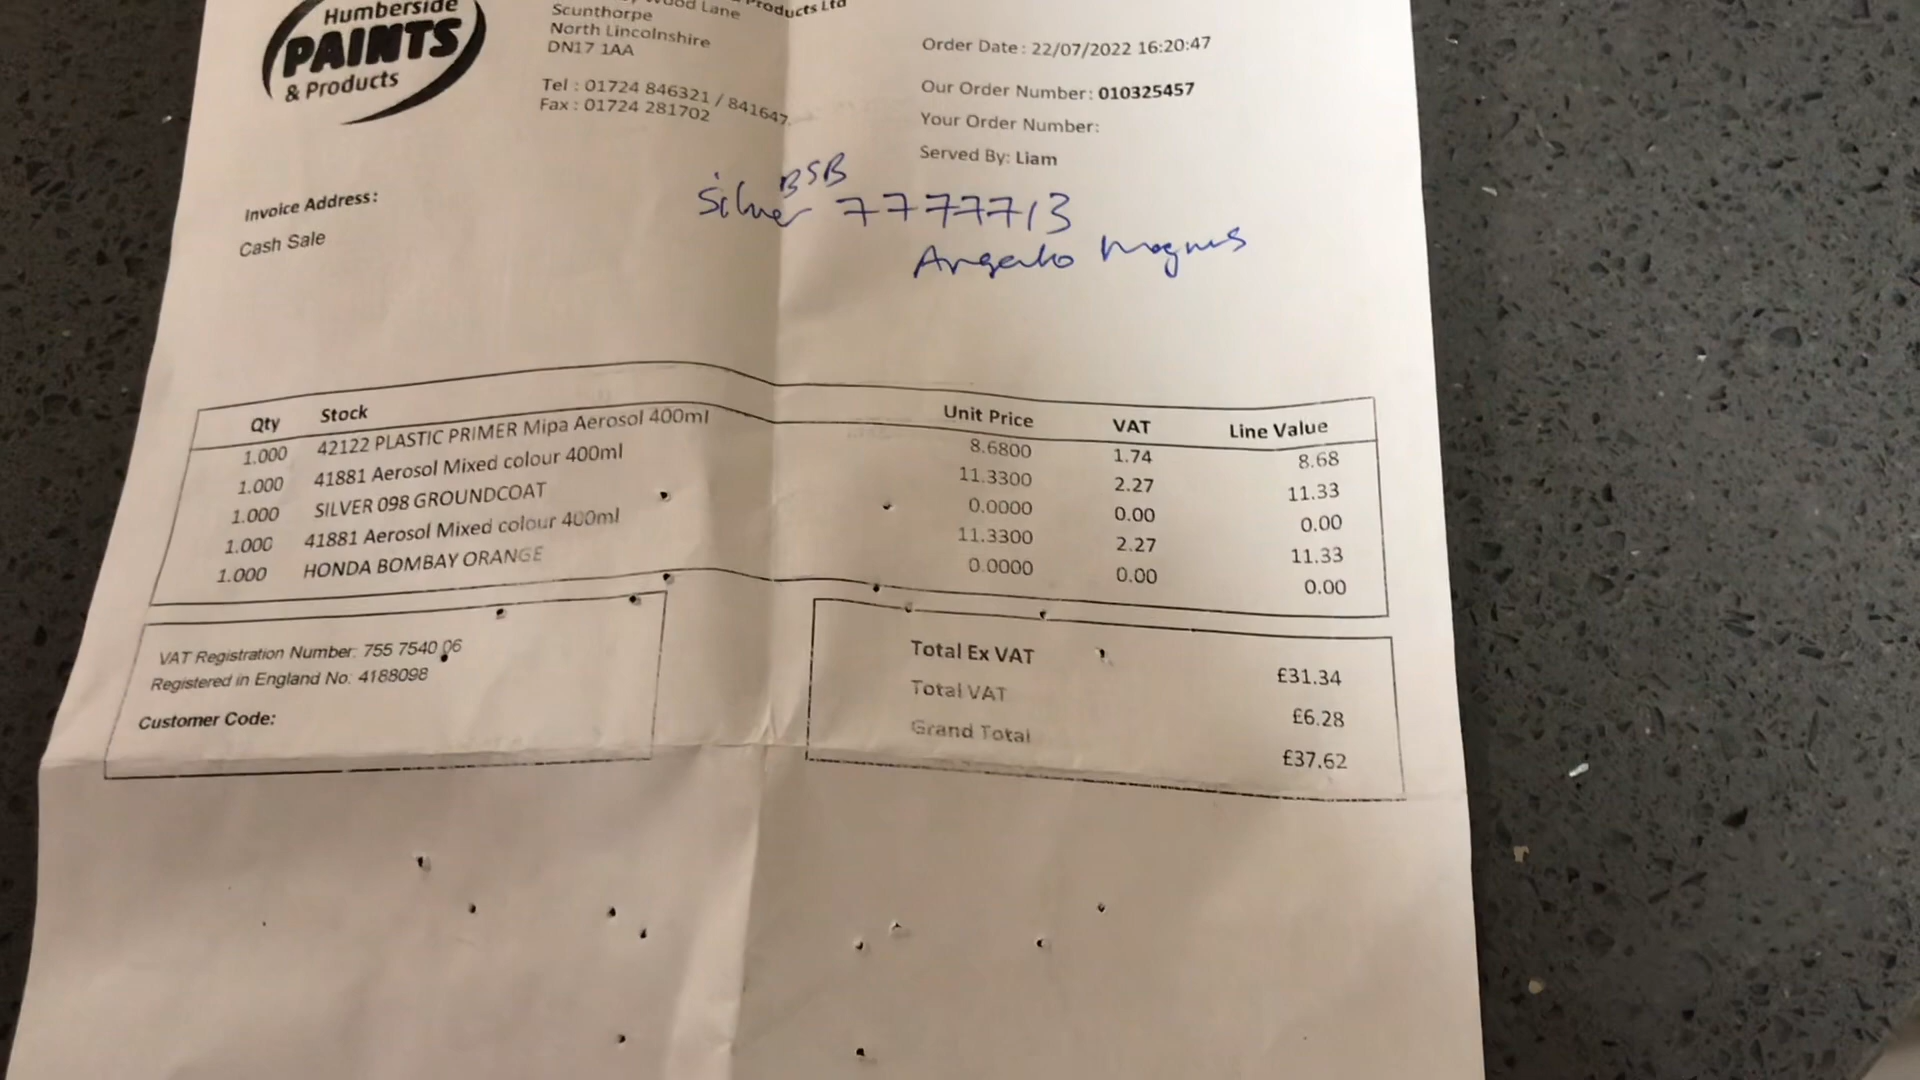 Humberside
PAINTS
& Products
Products Ltd
Wood Lane
Scunthorpe
North Lincolnshire
DN17 1AA
Tel : 01724 846321 / 841647
Fax : 01724 281702
Order Date : 22/07/2022 16:20:47
Our Order Number: 010325457
Your Order Number:
Served By: Liam
Invoice Address:
Cash Sale
BSB
Silver 7777713
Qty Stock Unit Price VAT Line Value
1.000 42122 PLASTIC PRIMER Mipa Aerosol 400ml 8.6800 1.74 8.68
1.000 41881 Aerosol Mixed colour 400ml 11.3300 2.27 11.33
1.000 SILVER 098 GROUNDCOAT 0.0000 0.00 0.00
1.000 41881 Aerosol Mixed colour 400ml 11.3300 2.27 11.33
1.000 HONDA BOMBAY ORANGE 0.0000 0.00 0.00
VAT Registration Number: 755 7540 06
Registered in England No: 4188098
Customer Code:
Total Ex VAT £31.34
Total VAT £6.28
Grand Total £37.62